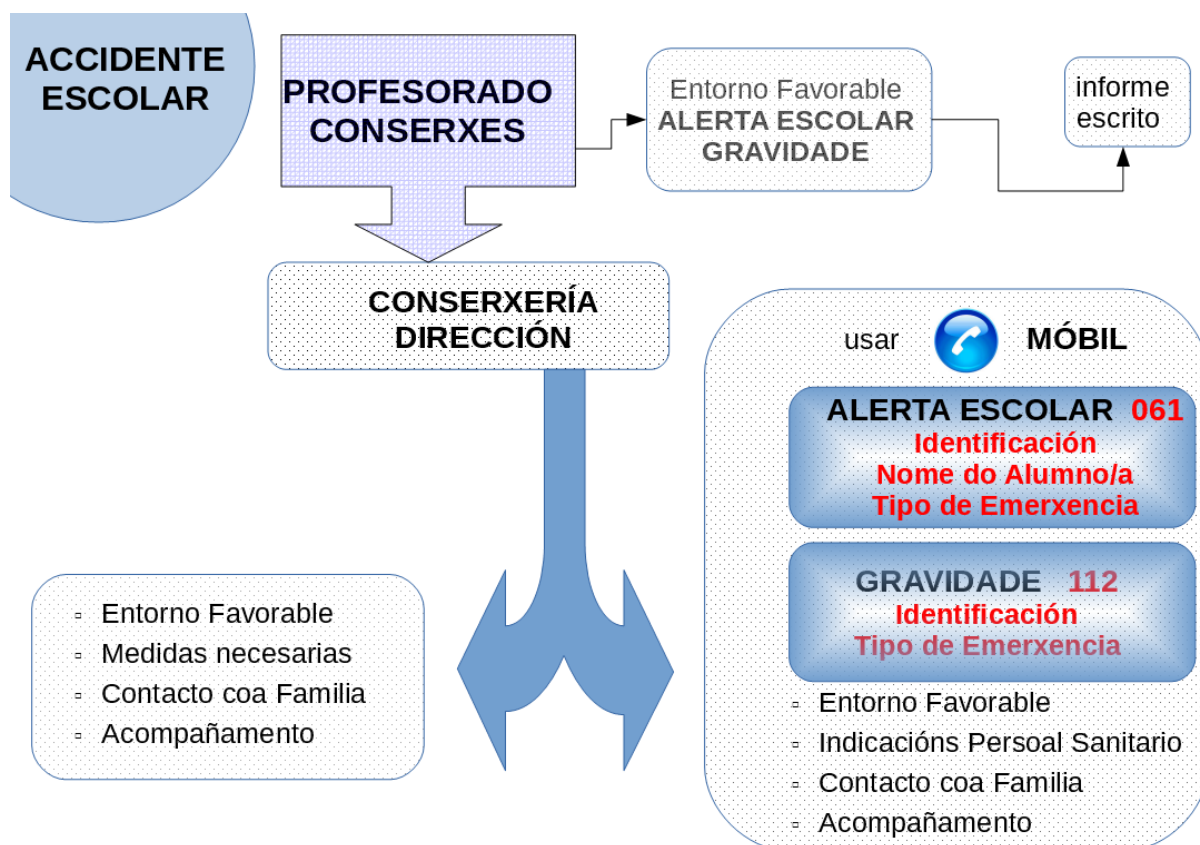 ACCIDENTE
ESCOLAR
PROFESORADO
CONSERXES
Entorno Favorable
ALERTA ESCOLAR
GRAVIDADE
informe
escrito
CONSERXERÍA
DIRECCIÓN
usar MÓBIL
ALERTA ESCOLAR 061
Identificación
Nome do Alumno/a
Tipo de Emerxencia
GRAVIDADE 112
Identificación
Tipo de Emerxencia
Entorno Favorable
Indicacións Persoal Sanitario
Contacto coa Familia
Acompañamento
Entorno Favorable
Medidas necesarias
Contacto coa Familia
Acompañamento